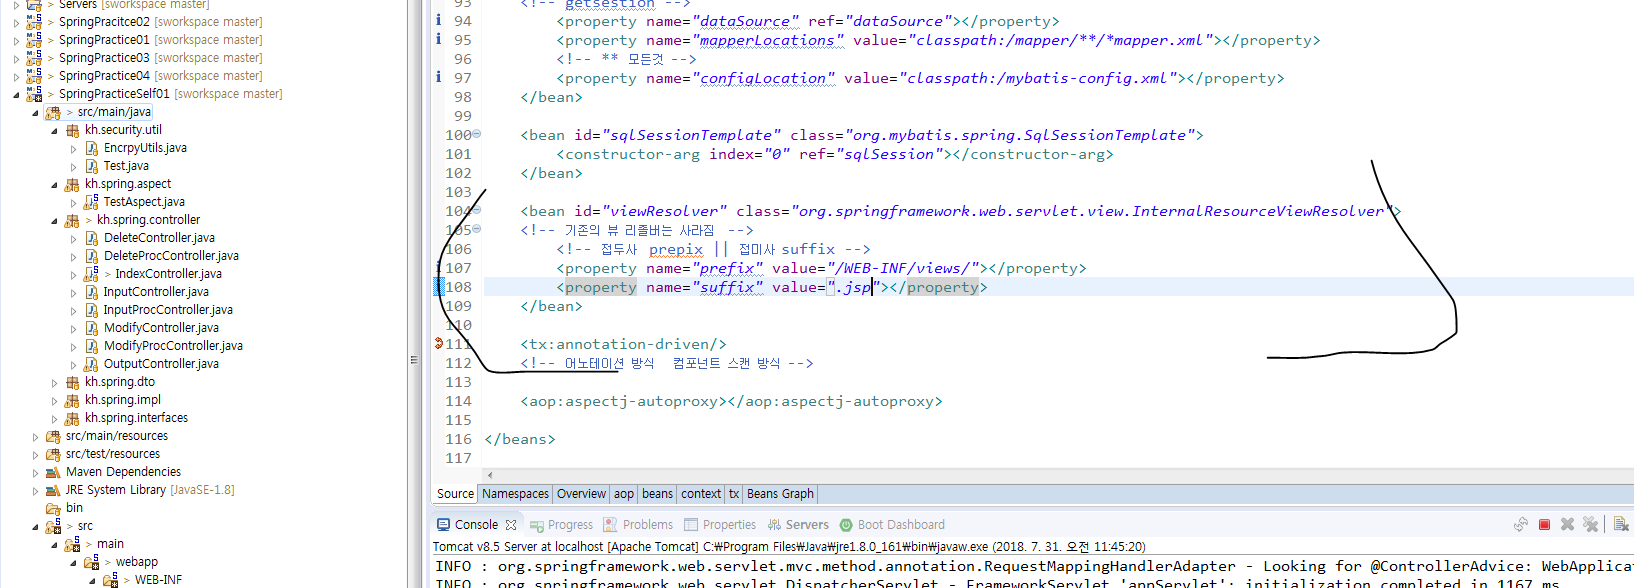 > Servers [sworkspace master]
> SpringPracitce02 [sworkspace master]
> SpringPractice01 [sworkspace master]
> SpringPractice03 [sworkspace master]
> SpringPractice04 [sworkspace master]
> SpringPracticeSelf01 [sworkspace master]
> src/main/java
kh.security.util
EncrpyUtils.java
Test.java
kh.spring.aspect
TestAspect.java
> kh.spring.controller
DeleteController.java
DeleteProcController.java
> IndexController.java
InputController.java
InputProcController.java
ModifyController.java
ModifyProcController.java
OutputController.java
kh.spring.dto
kh.spring.impl
kh.spring.interfaces
src/main/resources
src/test/resources
Maven Dependencies
JRE System Library [JavaSE-1.8]
bin
> src
> main
> webapp
> WEB-INF
93 <!-- getsestion -->
94 <property name="dataSource" ref="dataSource"></property>
95 <property name="mapperLocations" value="classpath:/mapper/**/*mapper.xml"></property>
96 <!-- ** 모든것 -->
97 <property name="configLocation" value="classpath:/mybatis-config.xml"></property>
98 </bean>
99
100 <bean id="sqlSessionTemplate" class="org.mybatis.spring.SqlSessionTemplate">
101 <constructor-arg index="0" ref="sqlSession"></constructor-arg>
102 </bean>
103
104 <bean id="viewResolver" class="org.springframework.web.servlet.view.InternalResourceViewResolver">
105 <!-- 기존의 뷰 리졸버는 사라짐 -->
106 <!-- 접두사 prepix || 접미사 suffix -->
107 <property name="prefix" value="/WEB-INF/views/"></property>
108 <property name="suffix" value=".jsp"></property>
109 </bean>
110
111 <tx:annotation-driven/>
112 <!-- 어노테이션 방식 컴포넌트 스캔 방식 -->
113
114 <aop:aspectj-autoproxy></aop:aspectj-autoproxy>
115
116 </beans>
117
Source Namespaces Overview aop beans context tx Beans Graph
Console Progress Problems Properties Servers Boot Dashboard
Tomcat v8.5 Server at localhost [Apache Tomcat] C:₩Program Files₩Java₩jre1.8.0_161₩bin₩javaw.exe (2018. 7. 31. 오전 11:45:20)
INFO : org.springframework.web.servlet.mvc.method.annotation.RequestMappingHandlerAdapter - Looking for @ControllerAdvice: WebApplicat
INFO : org.springframework.web.servlet.DispatcherServlet - FrameworkServlet 'appServlet': initialization completed in 1167 ms